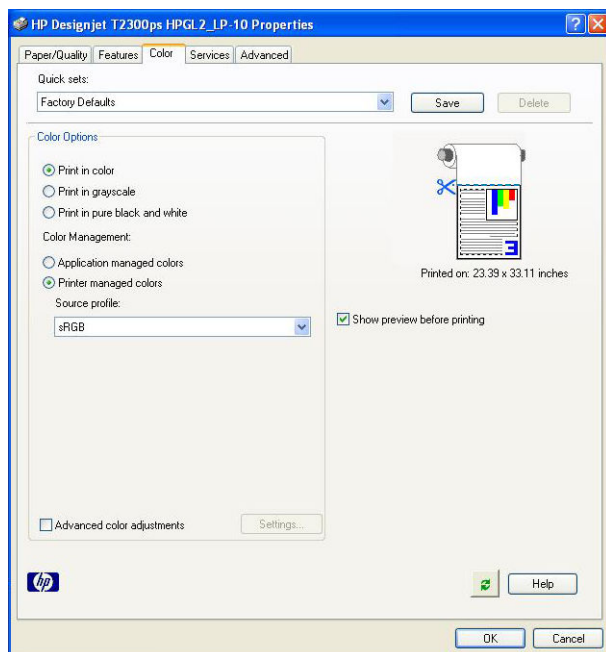 HP Designjet T2300ps HPGL2_LP-10 Properties
Paper/Quality Features Color Services Advanced
Quick sets:
Factory Defaults
Save
Delete
Color Options
Print in color
Print in grayscale
Print in pure black and white
Color Management:
Application managed colors
Printer managed colors
Source profile:
sRGB
3
Printed on: 23.39 x 33.11 inches
Show preview before printing
Advanced color adjustments
Settings...
hp
Help
OK
Cancel